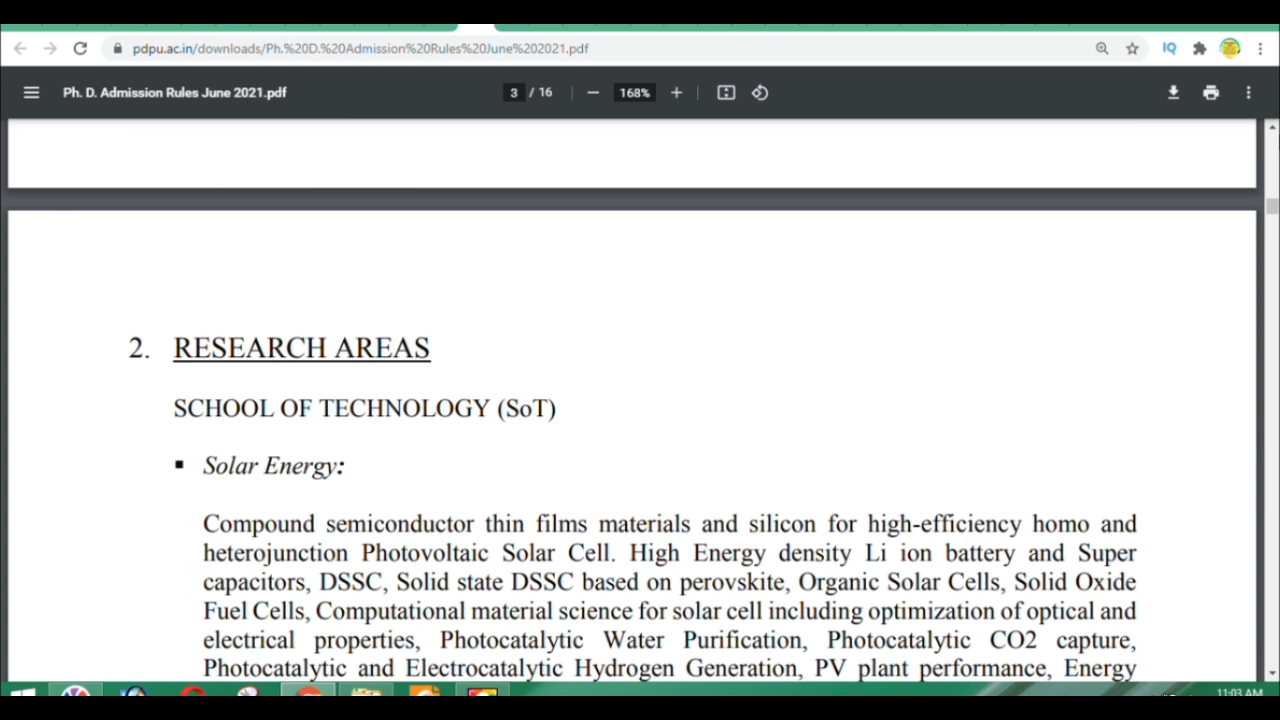 pdpu.ac.in/downloads/Ph.%20D.%20Admission%20Rules%20June%202021.pdf
IQ
Ph. D. Admission Rules June 2021.pdf
3 / 16
168%
2. RESEARCH AREAS
SCHOOL OF TECHNOLOGY (SoT)
▪ Solar Energy:
Compound semiconductor thin films materials and silicon for high-efficiency homo and
heterojunction Photovoltaic Solar Cell. High Energy density Li ion battery and Super
capacitors, DSSC, Solid state DSSC based on perovskite, Organic Solar Cells, Solid Oxide
Fuel Cells, Computational material science for solar cell including optimization of optical and
electrical properties, Photocatalytic Water Purification, Photocatalytic CO2 capture,
Photocatalytic and Electrocatalytic Hydrogen Generation, PV plant performance, Energy
11:03 AM